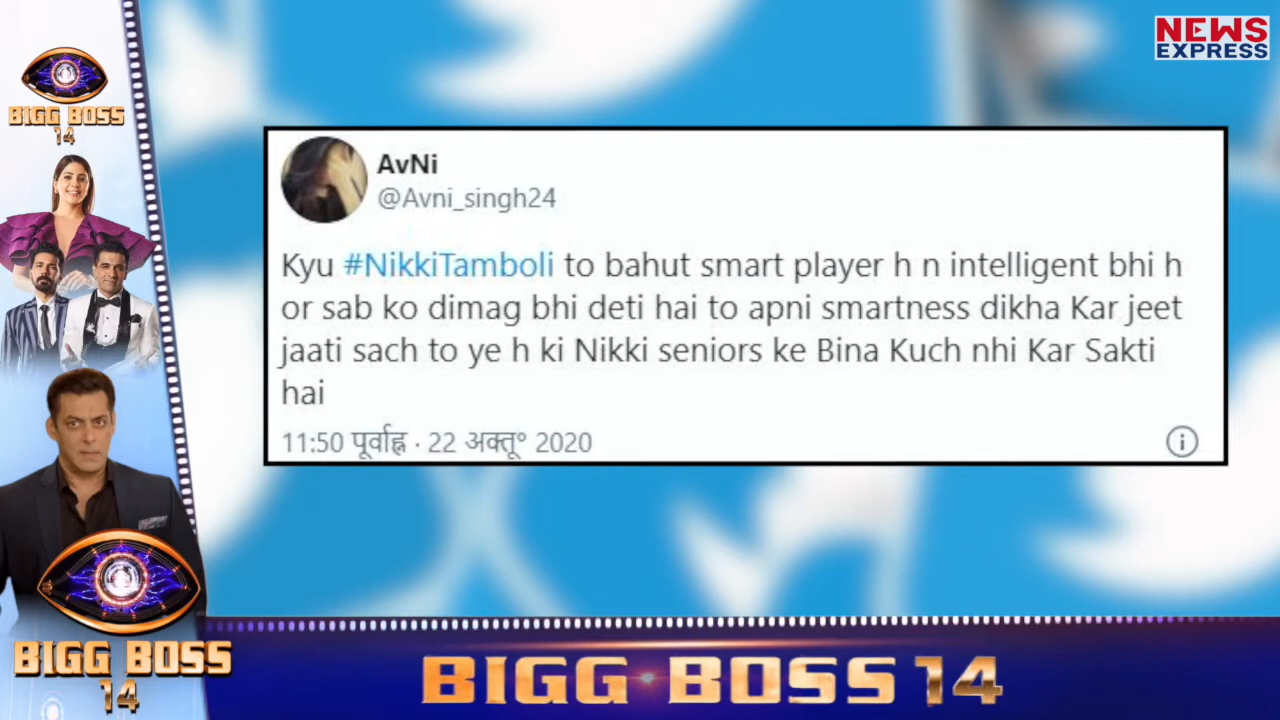 NEWS
EXPRESS
BIGG BOSS
14
AvNi
@Avni_singh24
Kyu #NikkiTamboli to bahut smart player h n intelligent bhi h
or sab ko dimag bhi deti hai to apni smartness dikha Kar jeet
jaati sach to ye h ki Nikki seniors ke Bina Kuch nhi Kar Sakti
hai
11:50 पूर्वाह्न · 22 अक्तू॰ 2020
BIGG BOSS
14
BIGG BOSS 14